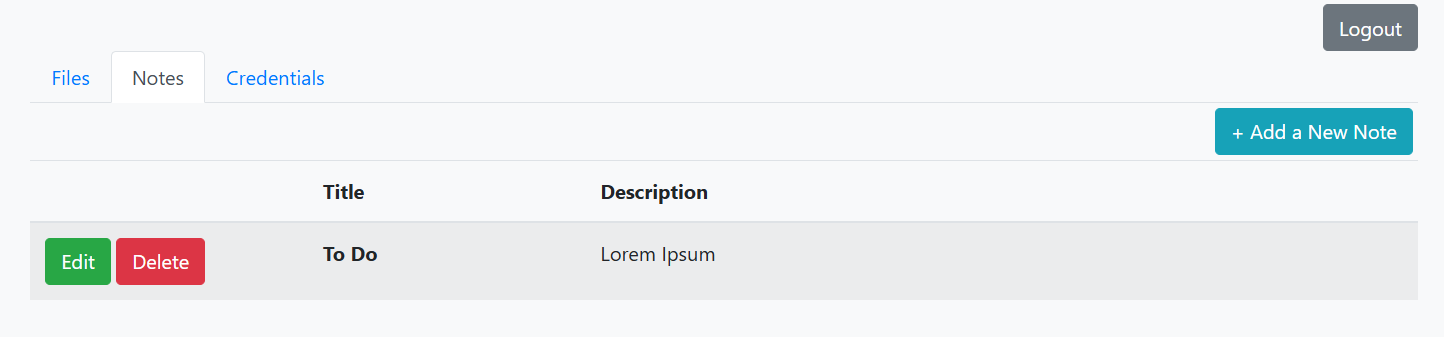 Logout
Files Notes Credentials
+ Add a New Note
Title Description
Edit Delete To Do Lorem Ipsum